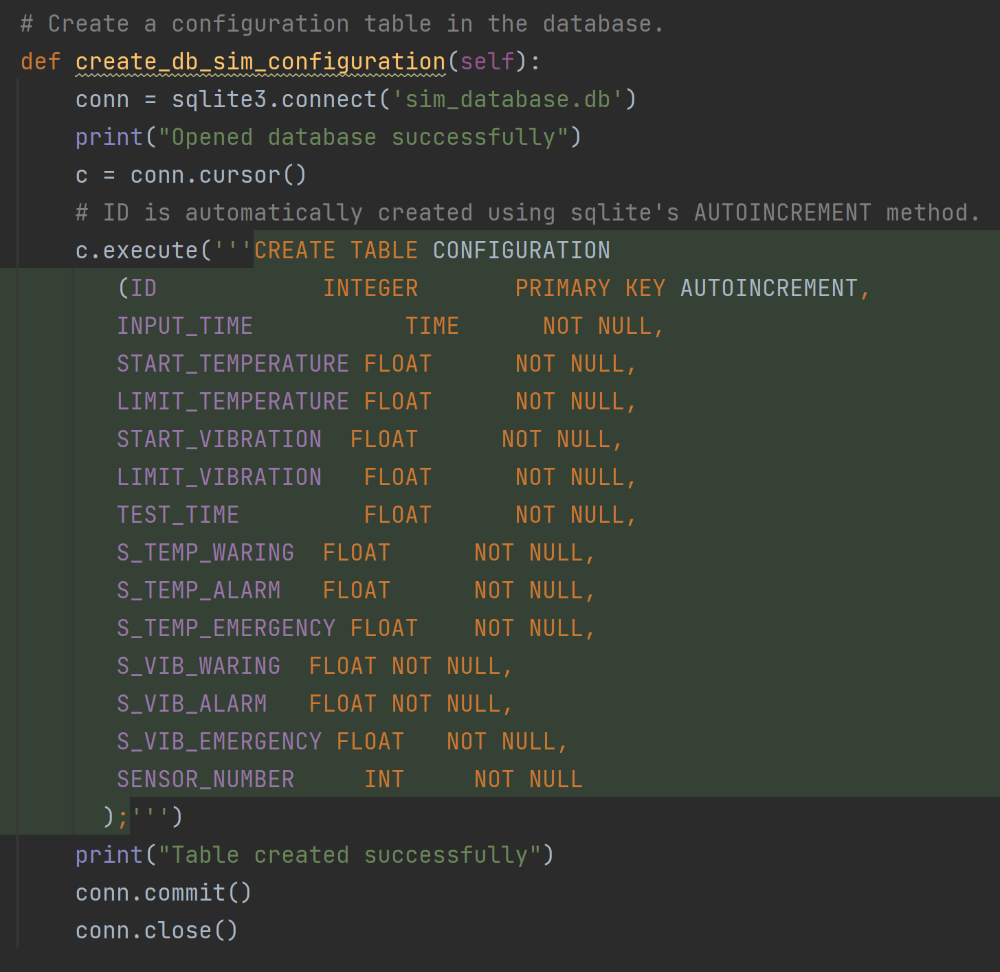 # Create a configuration table in the database.
def create_db_sim_configuration(self):
    conn = sqlite3.connect('sim_database.db')
    print("Opened database successfully")
    c = conn.cursor()
    # ID is automatically created using sqlite's AUTOINCREMENT method.
    c.execute('''CREATE TABLE CONFIGURATION
       (ID            INTEGER       PRIMARY KEY AUTOINCREMENT,
       INPUT_TIME           TIME      NOT NULL,
       START_TEMPERATURE FLOAT      NOT NULL,
       LIMIT_TEMPERATURE FLOAT      NOT NULL,
       START_VIBRATION  FLOAT      NOT NULL,
       LIMIT_VIBRATION   FLOAT      NOT NULL,
       TEST_TIME         FLOAT      NOT NULL,
       S_TEMP_WARING  FLOAT      NOT NULL,
       S_TEMP_ALARM   FLOAT      NOT NULL,
       S_TEMP_EMERGENCY FLOAT    NOT NULL,
       S_VIB_WARING  FLOAT NOT NULL,
       S_VIB_ALARM   FLOAT NOT NULL,
       S_VIB_EMERGENCY FLOAT   NOT NULL,
       SENSOR_NUMBER     INT     NOT NULL
      );''')
    print("Table created successfully")
    conn.commit()
    conn.close()